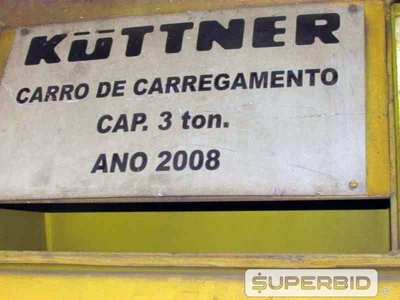 KÜTTNER
CARRO DE CARREGAMENTO
CAP. 3 ton.
ANO 2008
SUPERBID